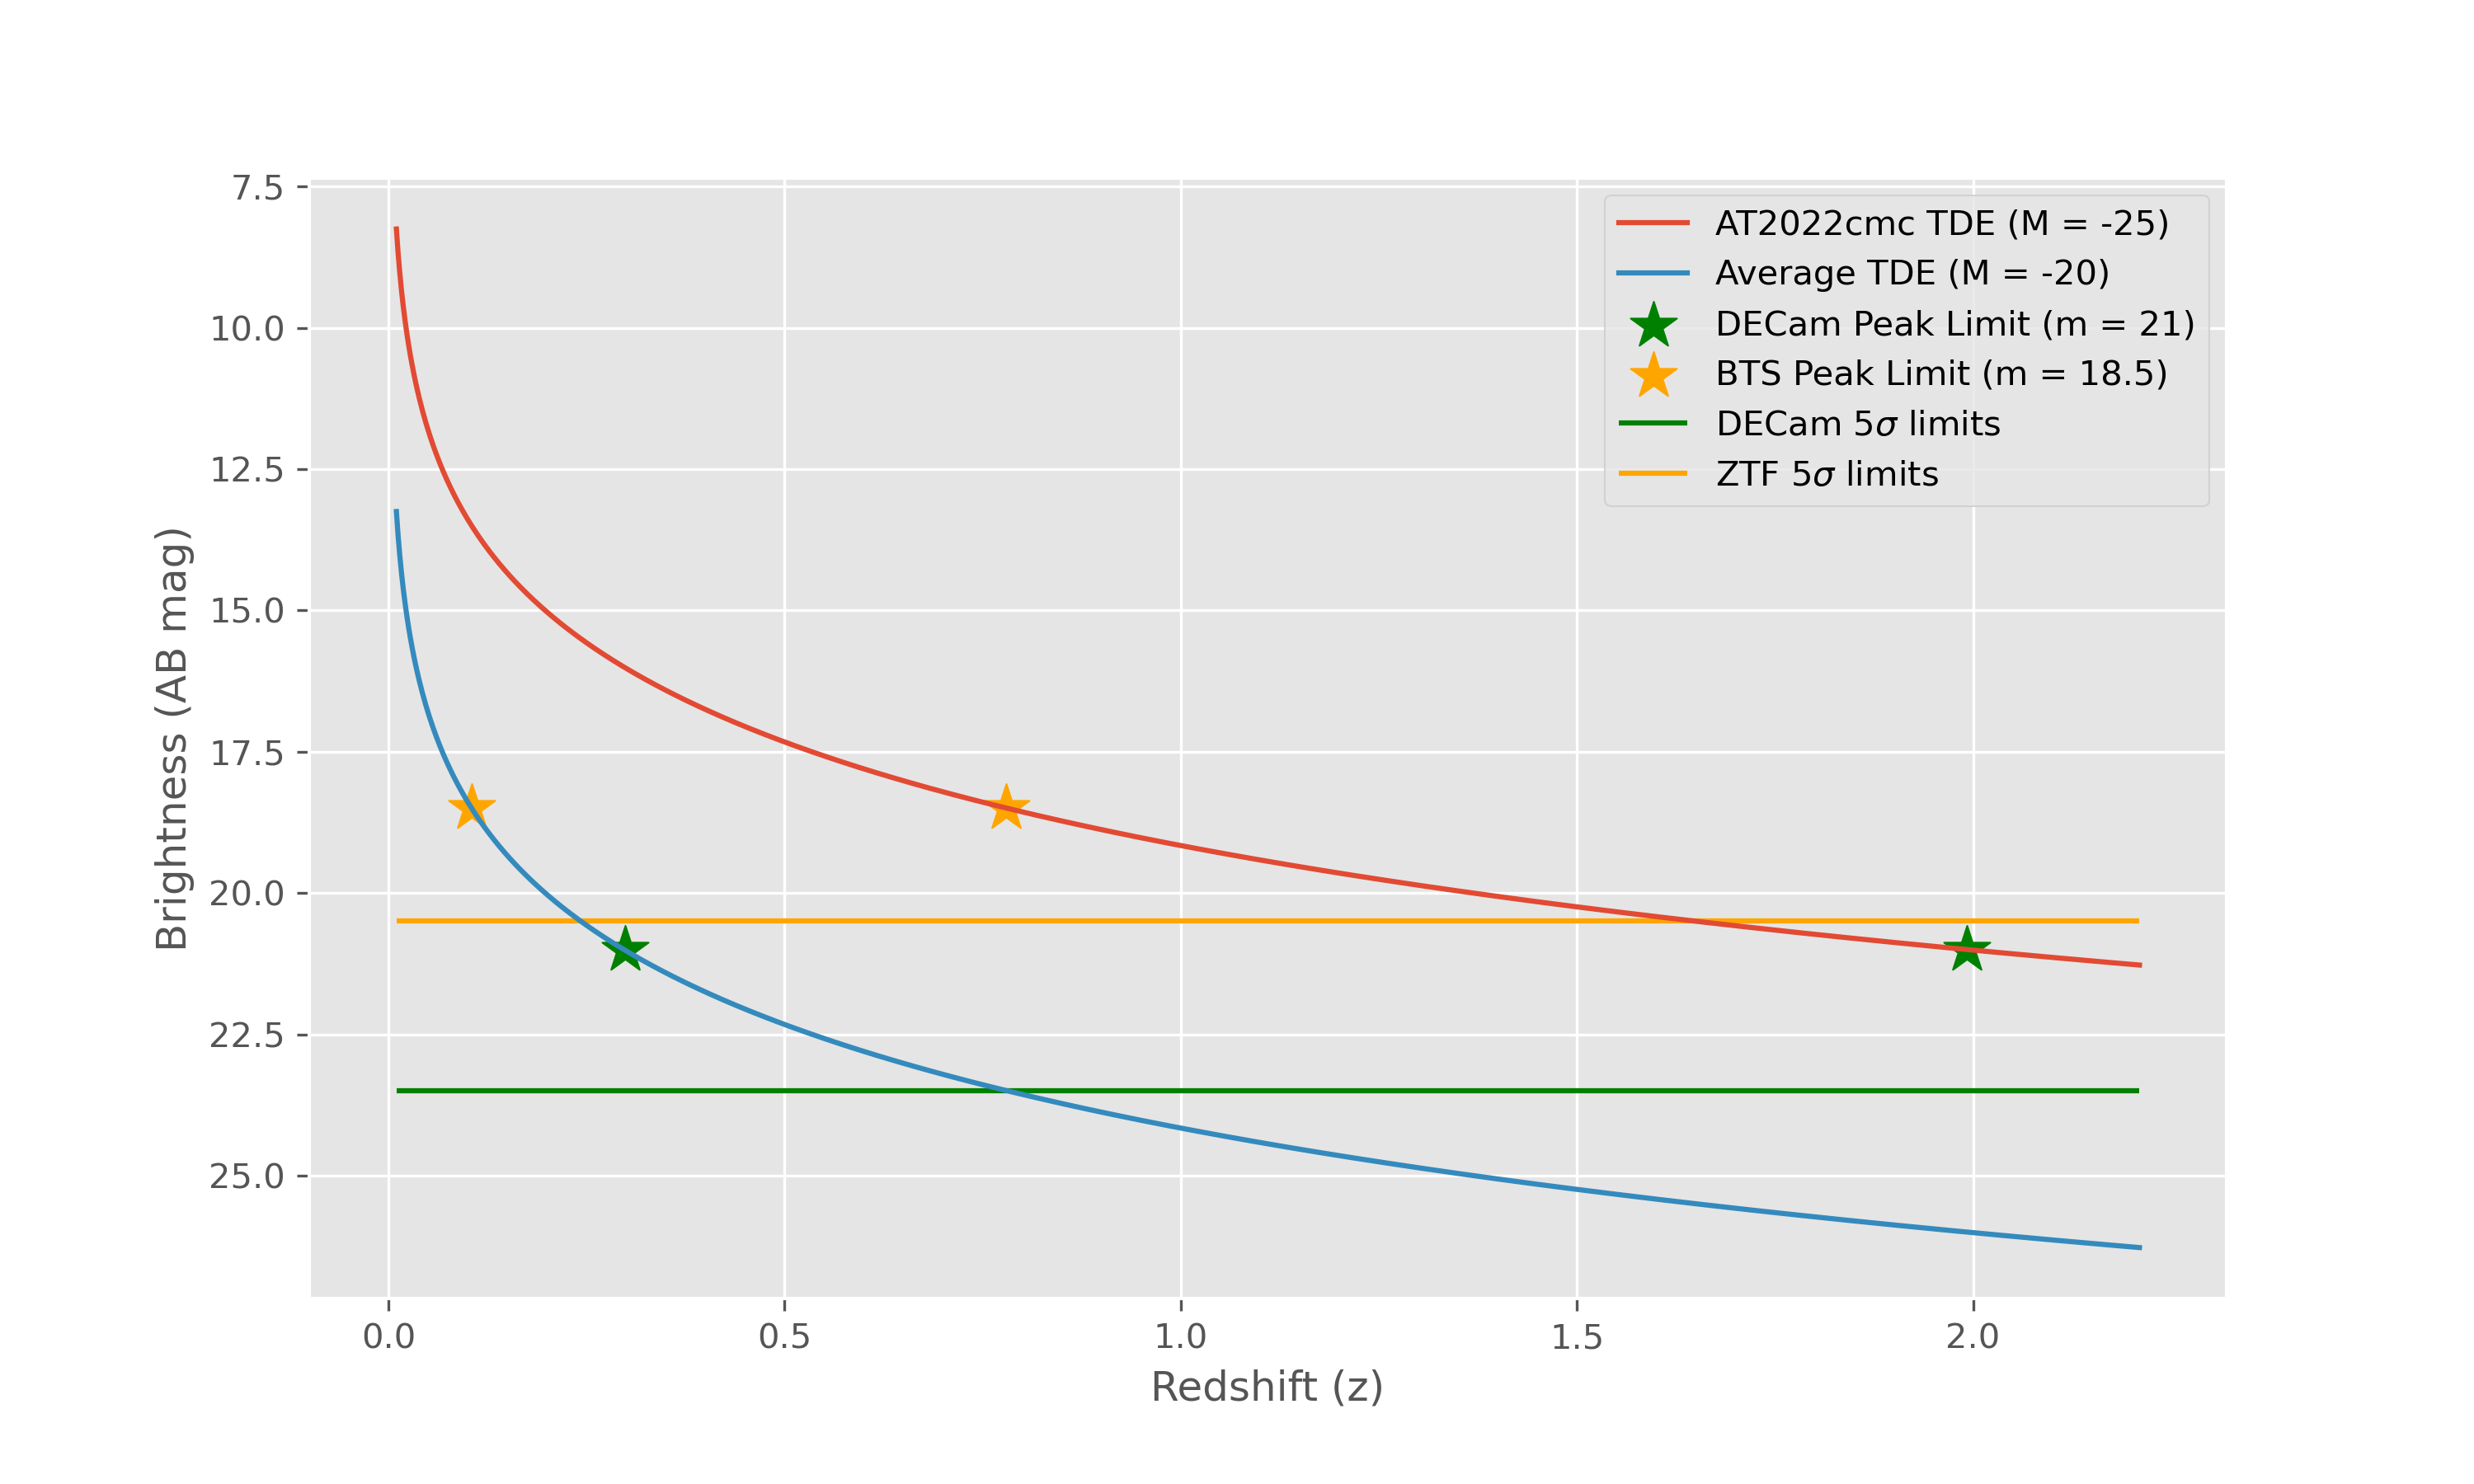 7.5
10.0
12.5
15.0
17.5
20.0
22.5
25.0
Brightness (AB mag)
AT2022cmc TDE (M = -25)
Average TDE (M = -20)
DECam Peak Limit (m = 21)
BTS Peak Limit (m = 18.5)
DECam 5σ limits
ZTF 5σ limits
0.0 0.5 1.0 1.5 2.0
Redshift (z)